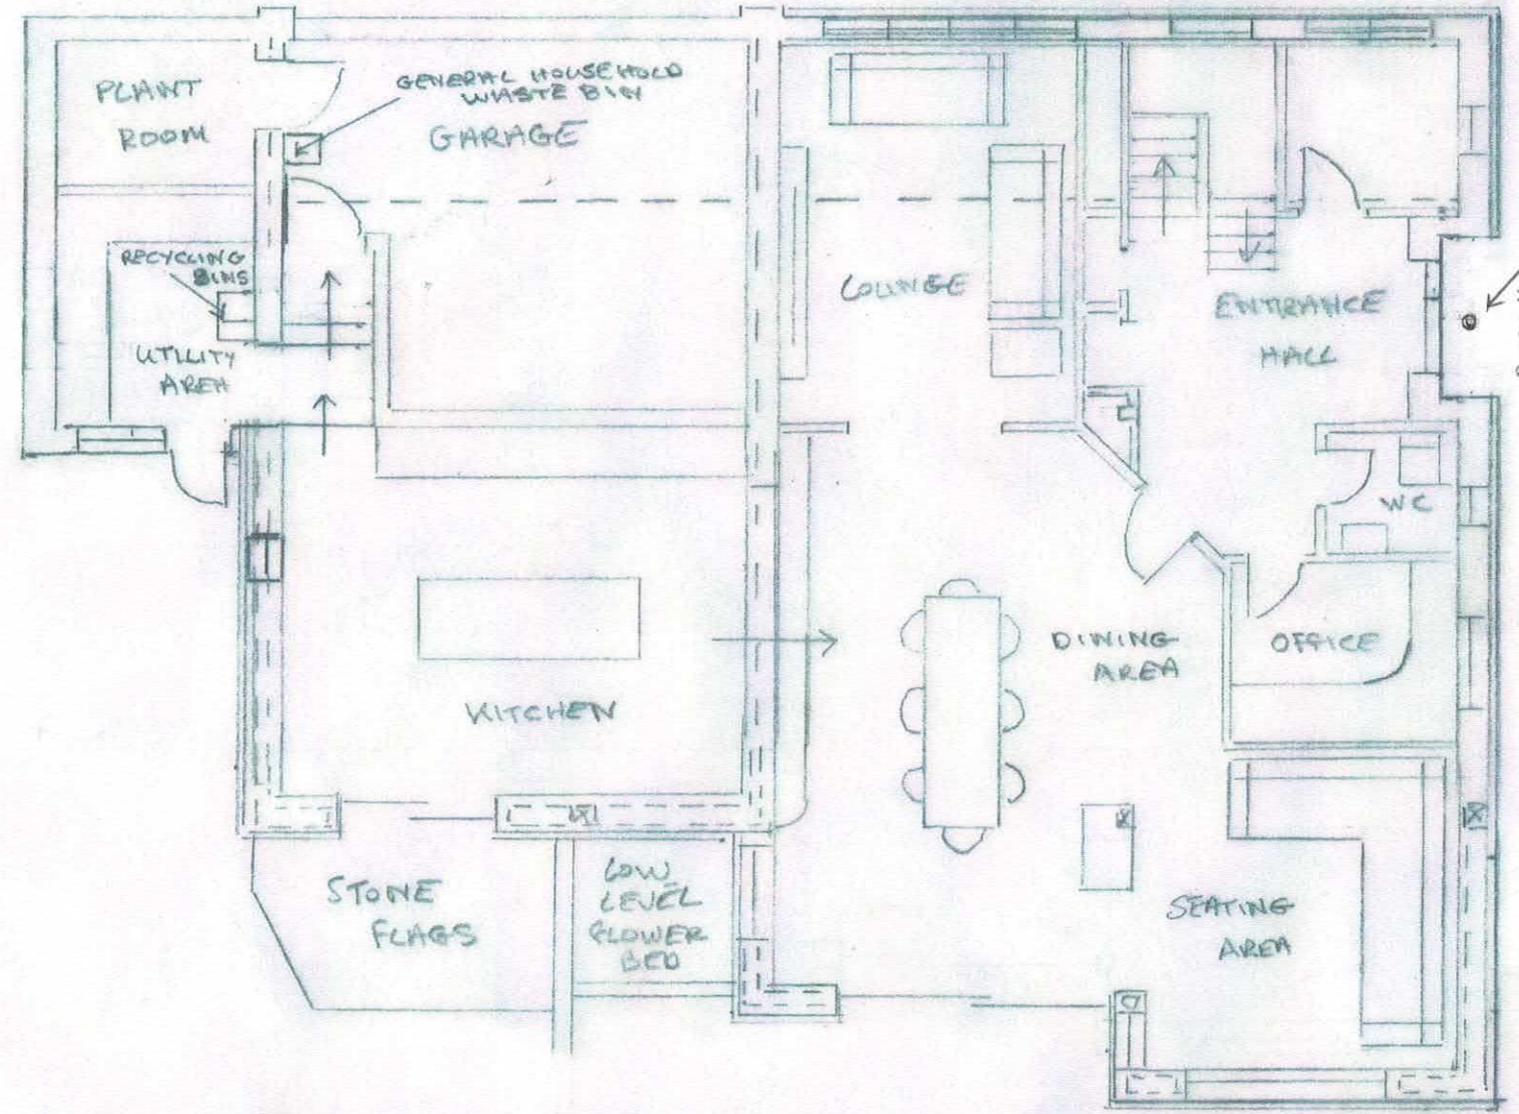 PLANT
ROOM
GENERAL HOUSEHOLD
WASTE BIN
GARAGE
RECYCLING
BINS
UTILITY
AREA
LOUNGE
ENTRANCE
HALL
WC
OFFICE
DINING
AREA
KITCHEN
STONE
FLAGS
LOW
LEVEL
FLOWER
BED
SEATING
AREA